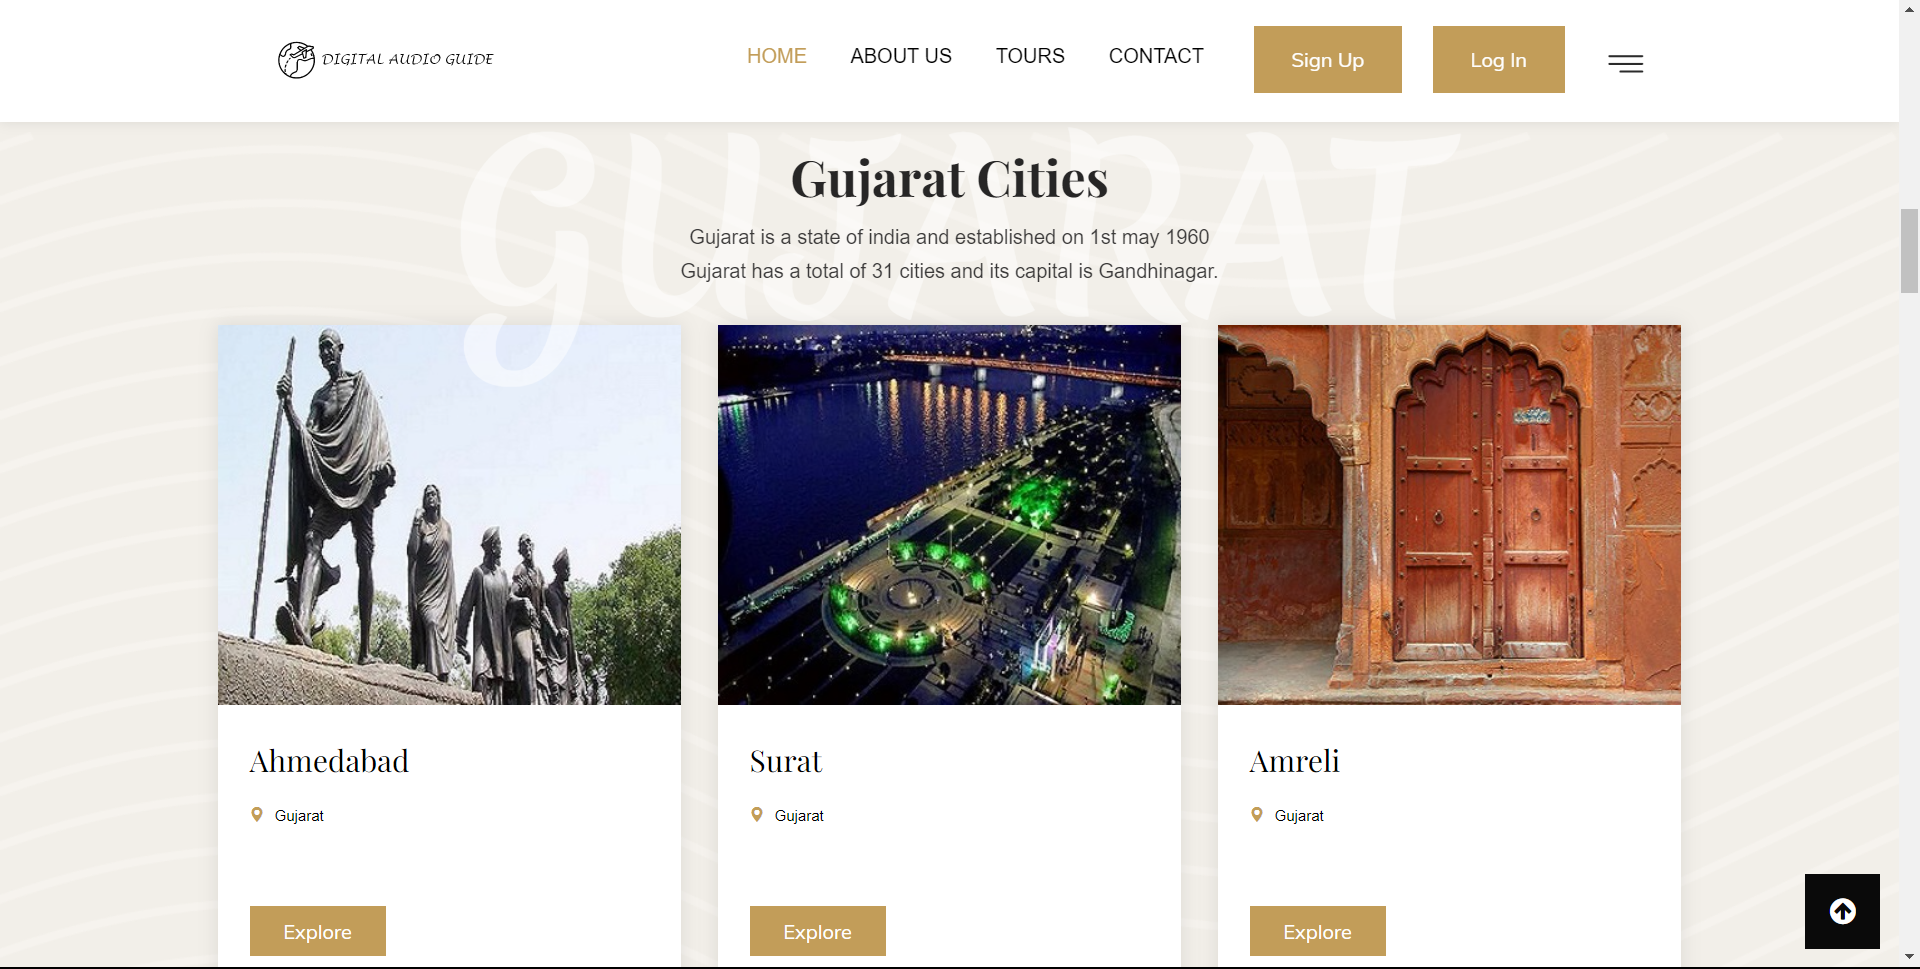 DIGITAL AUDIO GUIDE
HOME ABOUT US TOURS CONTACT Sign Up Log In
GUJARAT
Gujarat Cities
Gujarat is a state of india and established on 1st may 1960
Gujarat has a total of 31 cities and its capital is Gandhinagar.
Ahmedabad
Gujarat
Explore
Surat
Gujarat
Explore
Amreli
Gujarat
Explore